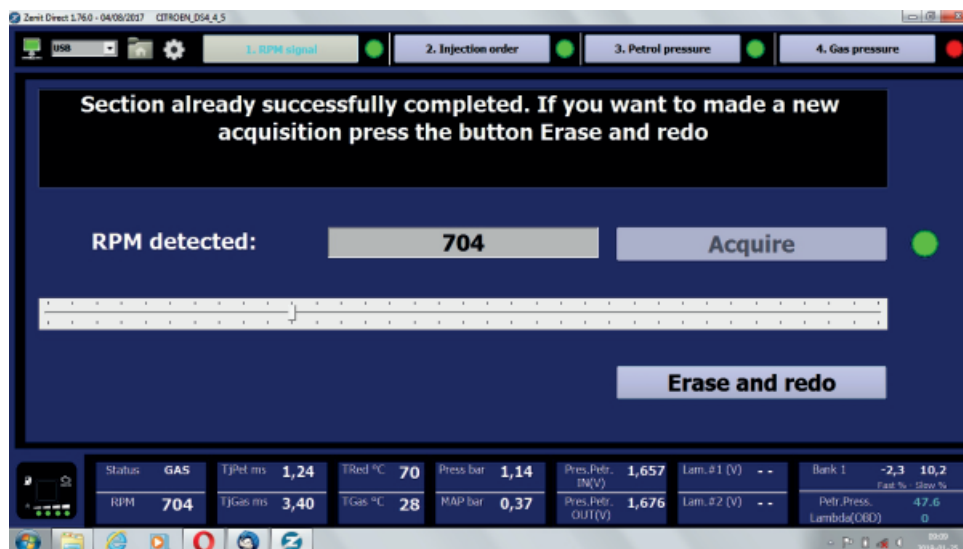 Zenit Direct 1.76.0 - 04/08/2017 CITROEN_DS4_4_5
USB
1. RPM signal
2. Injection order
3. Petrol pressure
4. Gas pressure
Section already successfully completed. If you want to made a new
acquisition press the button Erase and redo
RPM detected:
704
Acquire
Erase and redo
Status GAS TjPet ms 1,24 TRed °C 70 Press bar 1,14 Pres.Petr. IN(V) 1,657 Lam.#1 (V) -- Bank 1 -2,3 10,2
Fast % - Slow %
RPM 704 TjGas ms 3,40 TGas °C 28 MAP bar 0,37 Pres.Petr. OUT(V) 1,676 Lam.#2 (V) -- Petr.Press. 47.6
Lambda(OBD) 0
09:09